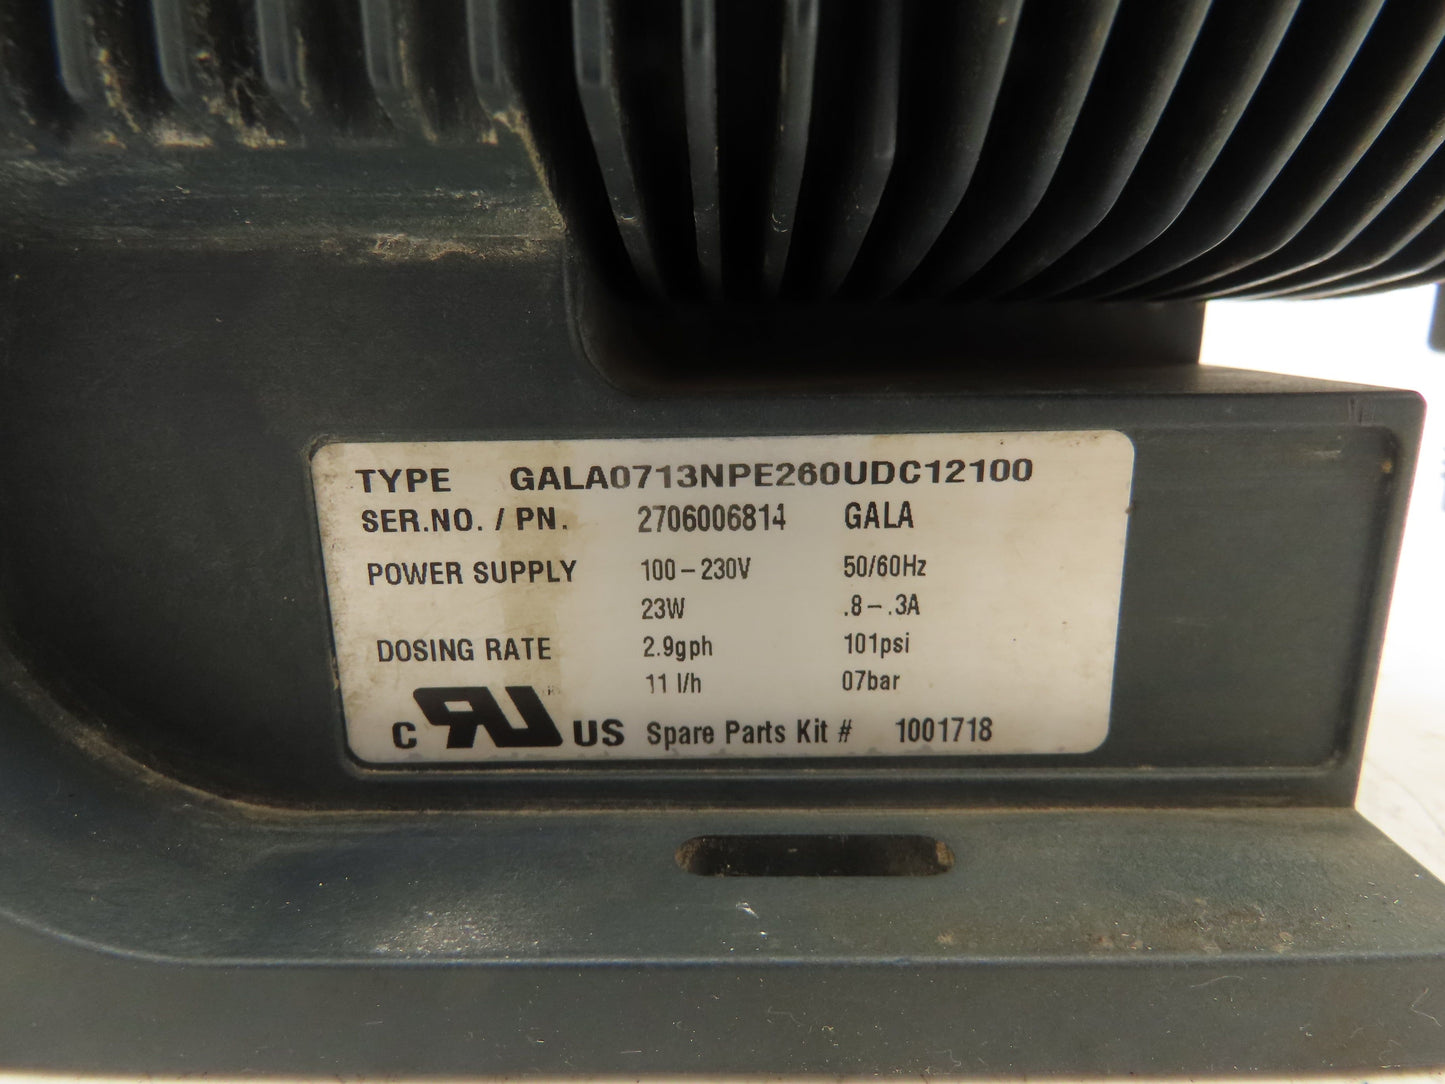 TYPE GALA0713NPE260UDC12100
SER.NO. / PN. 2706006814 GALA
POWER SUPPLY 100-230V 50/60Hz
23W .8-.3A
DOSING RATE 2.9gph 101psi
11 l/h 07bar
C RU US Spare Parts Kit # 1001718